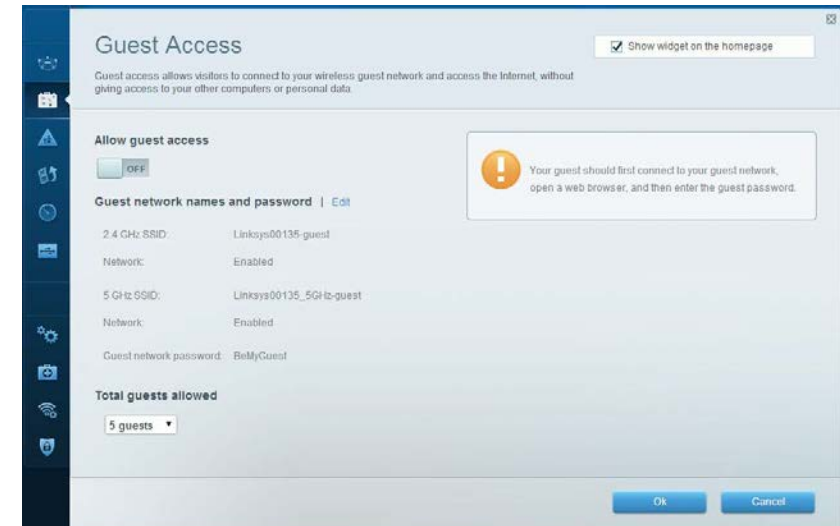 Guest Access
Show widget on the homepage
Guest access allows visitors to connect to your wireless guest network and access the Internet, without
giving access to your other computers or personal data.
Allow guest access
OFF
Your guest should first connect to your guest network,
open a web browser, and then enter the guest password.
Guest network names and password | Edit
2.4 GHz SSID: Linksys00135-guest
Network: Enabled
5 GHz SSID: Linksys00135_5GHz-guest
Network: Enabled
Guest network password: BeMyGuest
Total guests allowed
5 guests
Ok Cancel